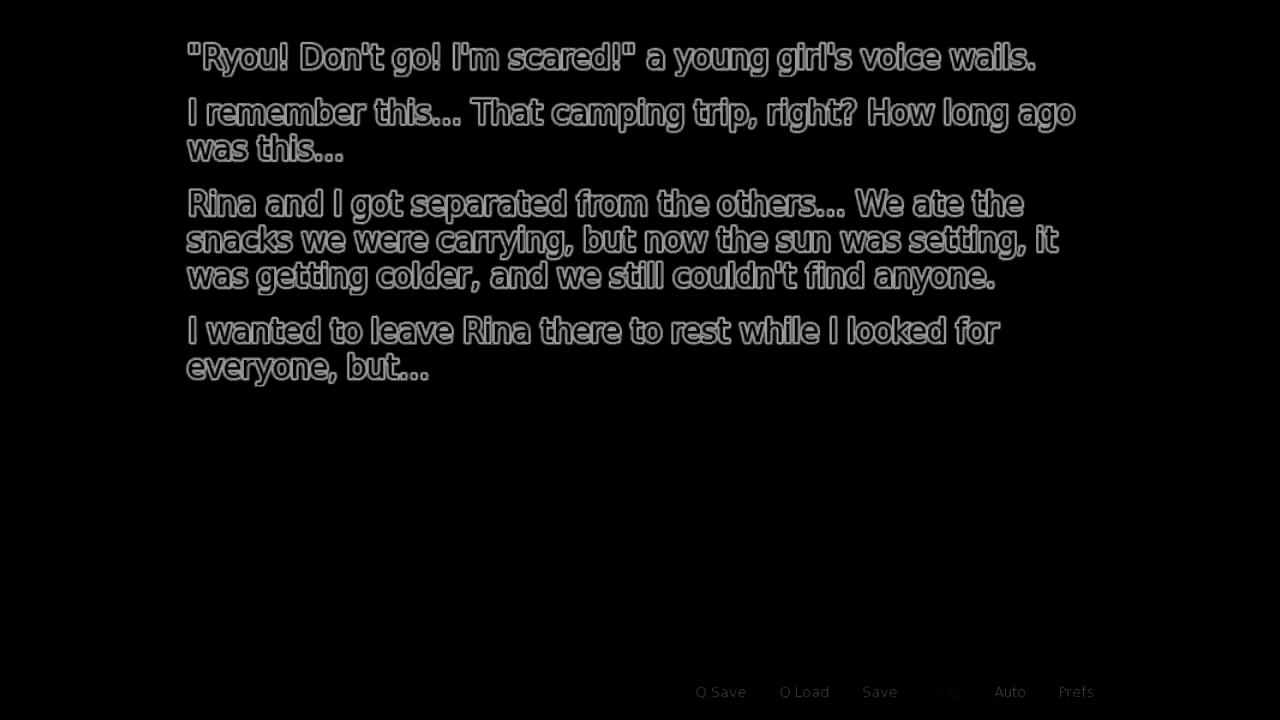 "Ryou! Don't go! I'm scared!" a young girl's voice wails.
I remember this... That camping trip, right? How long ago
was this...
Rina and I got separated from the others... We ate the
snacks we were carrying, but now the sun was setting, it
was getting colder, and we still couldn't find anyone.
I wanted to leave Rina there to rest while I looked for
everyone, but...
Q.Save Q.Load Save Skip Auto Prefs